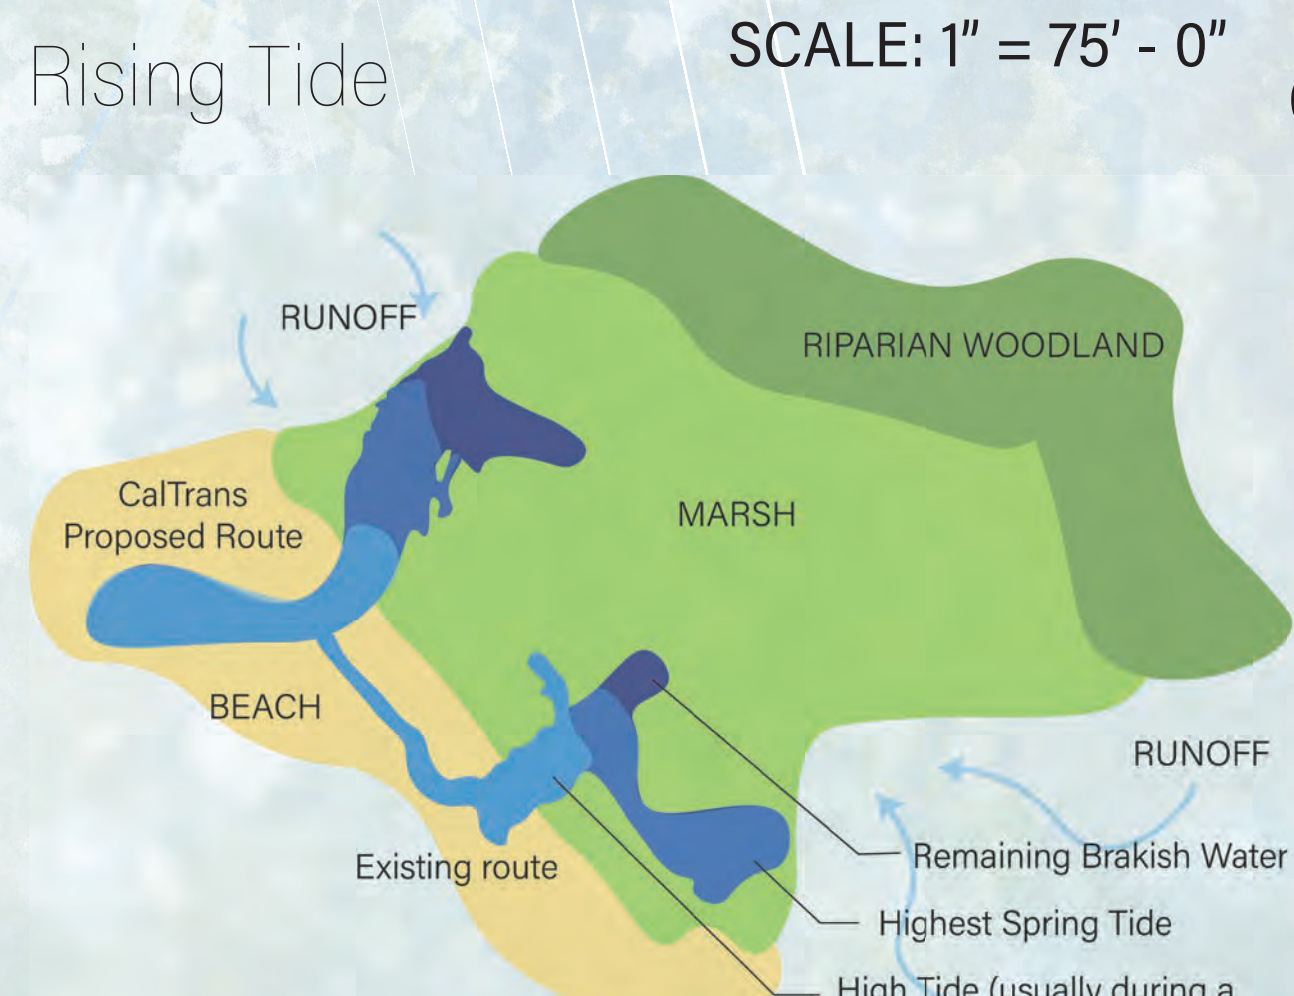 Rising Tide
SCALE: 1" = 75' - 0"
RUNOFF
RIPARIAN WOODLAND
CalTrans
Proposed Route
MARSH
BEACH
RUNOFF
Existing route
Remaining Brakish Water
Highest Spring Tide
High Tide (usually during a